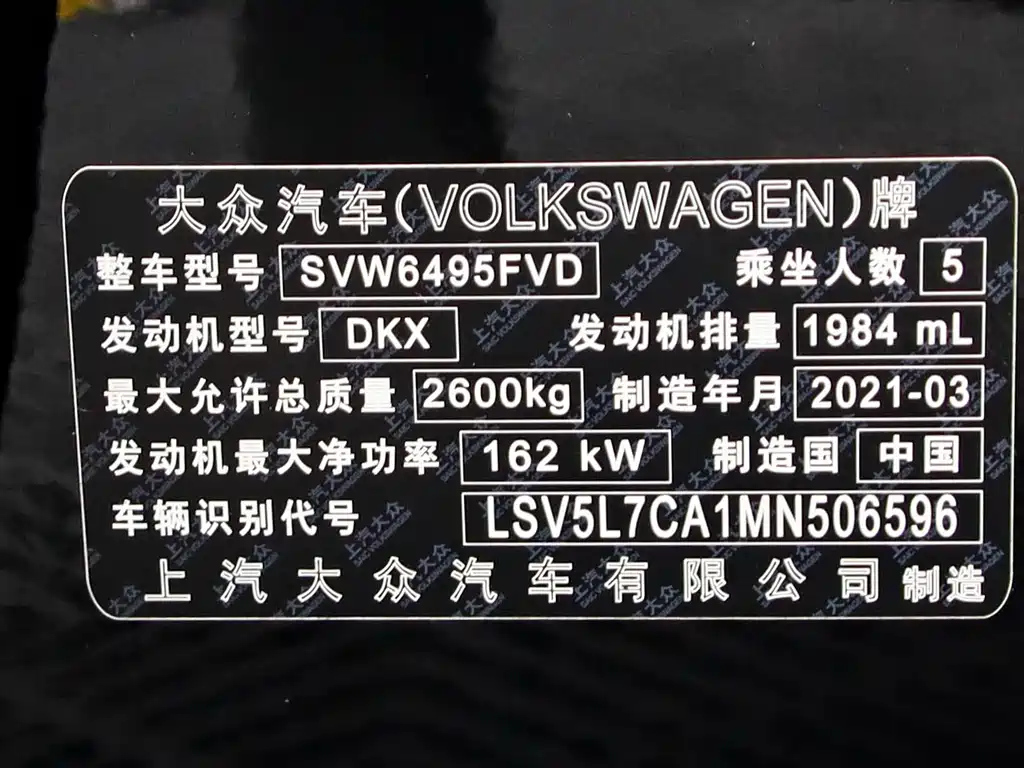 大众汽车(VOLKSWAGEN)牌
整车型号 SVW6495FVD 乘坐人数 5
发动机型号 DKX 发动机排量 1984 mL
最大允许总质量 2600kg 制造年月 2021-03
发动机最大净功率 162 kW 制造国 中国
车辆识别代号 LSV5L7CA1MN506596
上汽大众汽车有限公司 制造